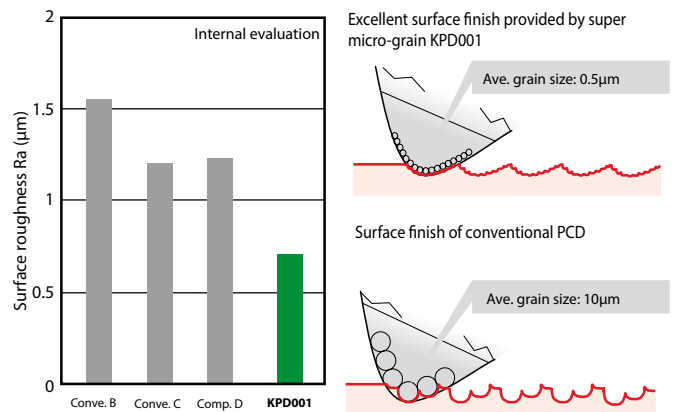 2
1.5
1
0.5
0
Surface roughness Ra (µm)
Internal evaluation
Conve. B
Conve. C
Comp. D
KPD001
Excellent surface finish provided by super
micro-grain KPD001
Ave. grain size: 0.5µm
Surface finish of conventional PCD
Ave. grain size: 10µm